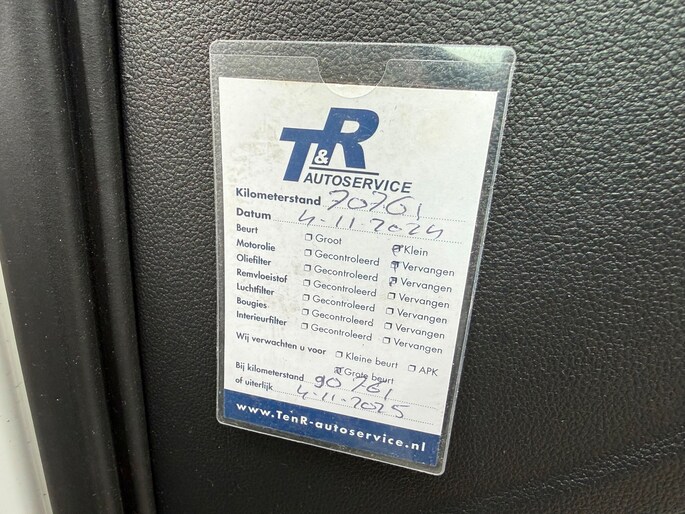 T&R
AUTOSERVICE
Kilometerstand 70761
Datum 4-11-2024
Beurt Groot Klein
Motorolie Gecontroleerd Vervangen
Oliefilter Gecontroleerd Vervangen
Remvloeistof Gecontroleerd Vervangen
Luchtfilter Gecontroleerd Vervangen
Bougies Gecontroleerd Vervangen
Interieurfilter Gecontroleerd Vervangen
Wij verwachten u voor Kleine beurt APK
Grote beurt
Bij kilometerstand 90761
of uiterlijk 4-11-2025
www.TenR-autoservice.nl